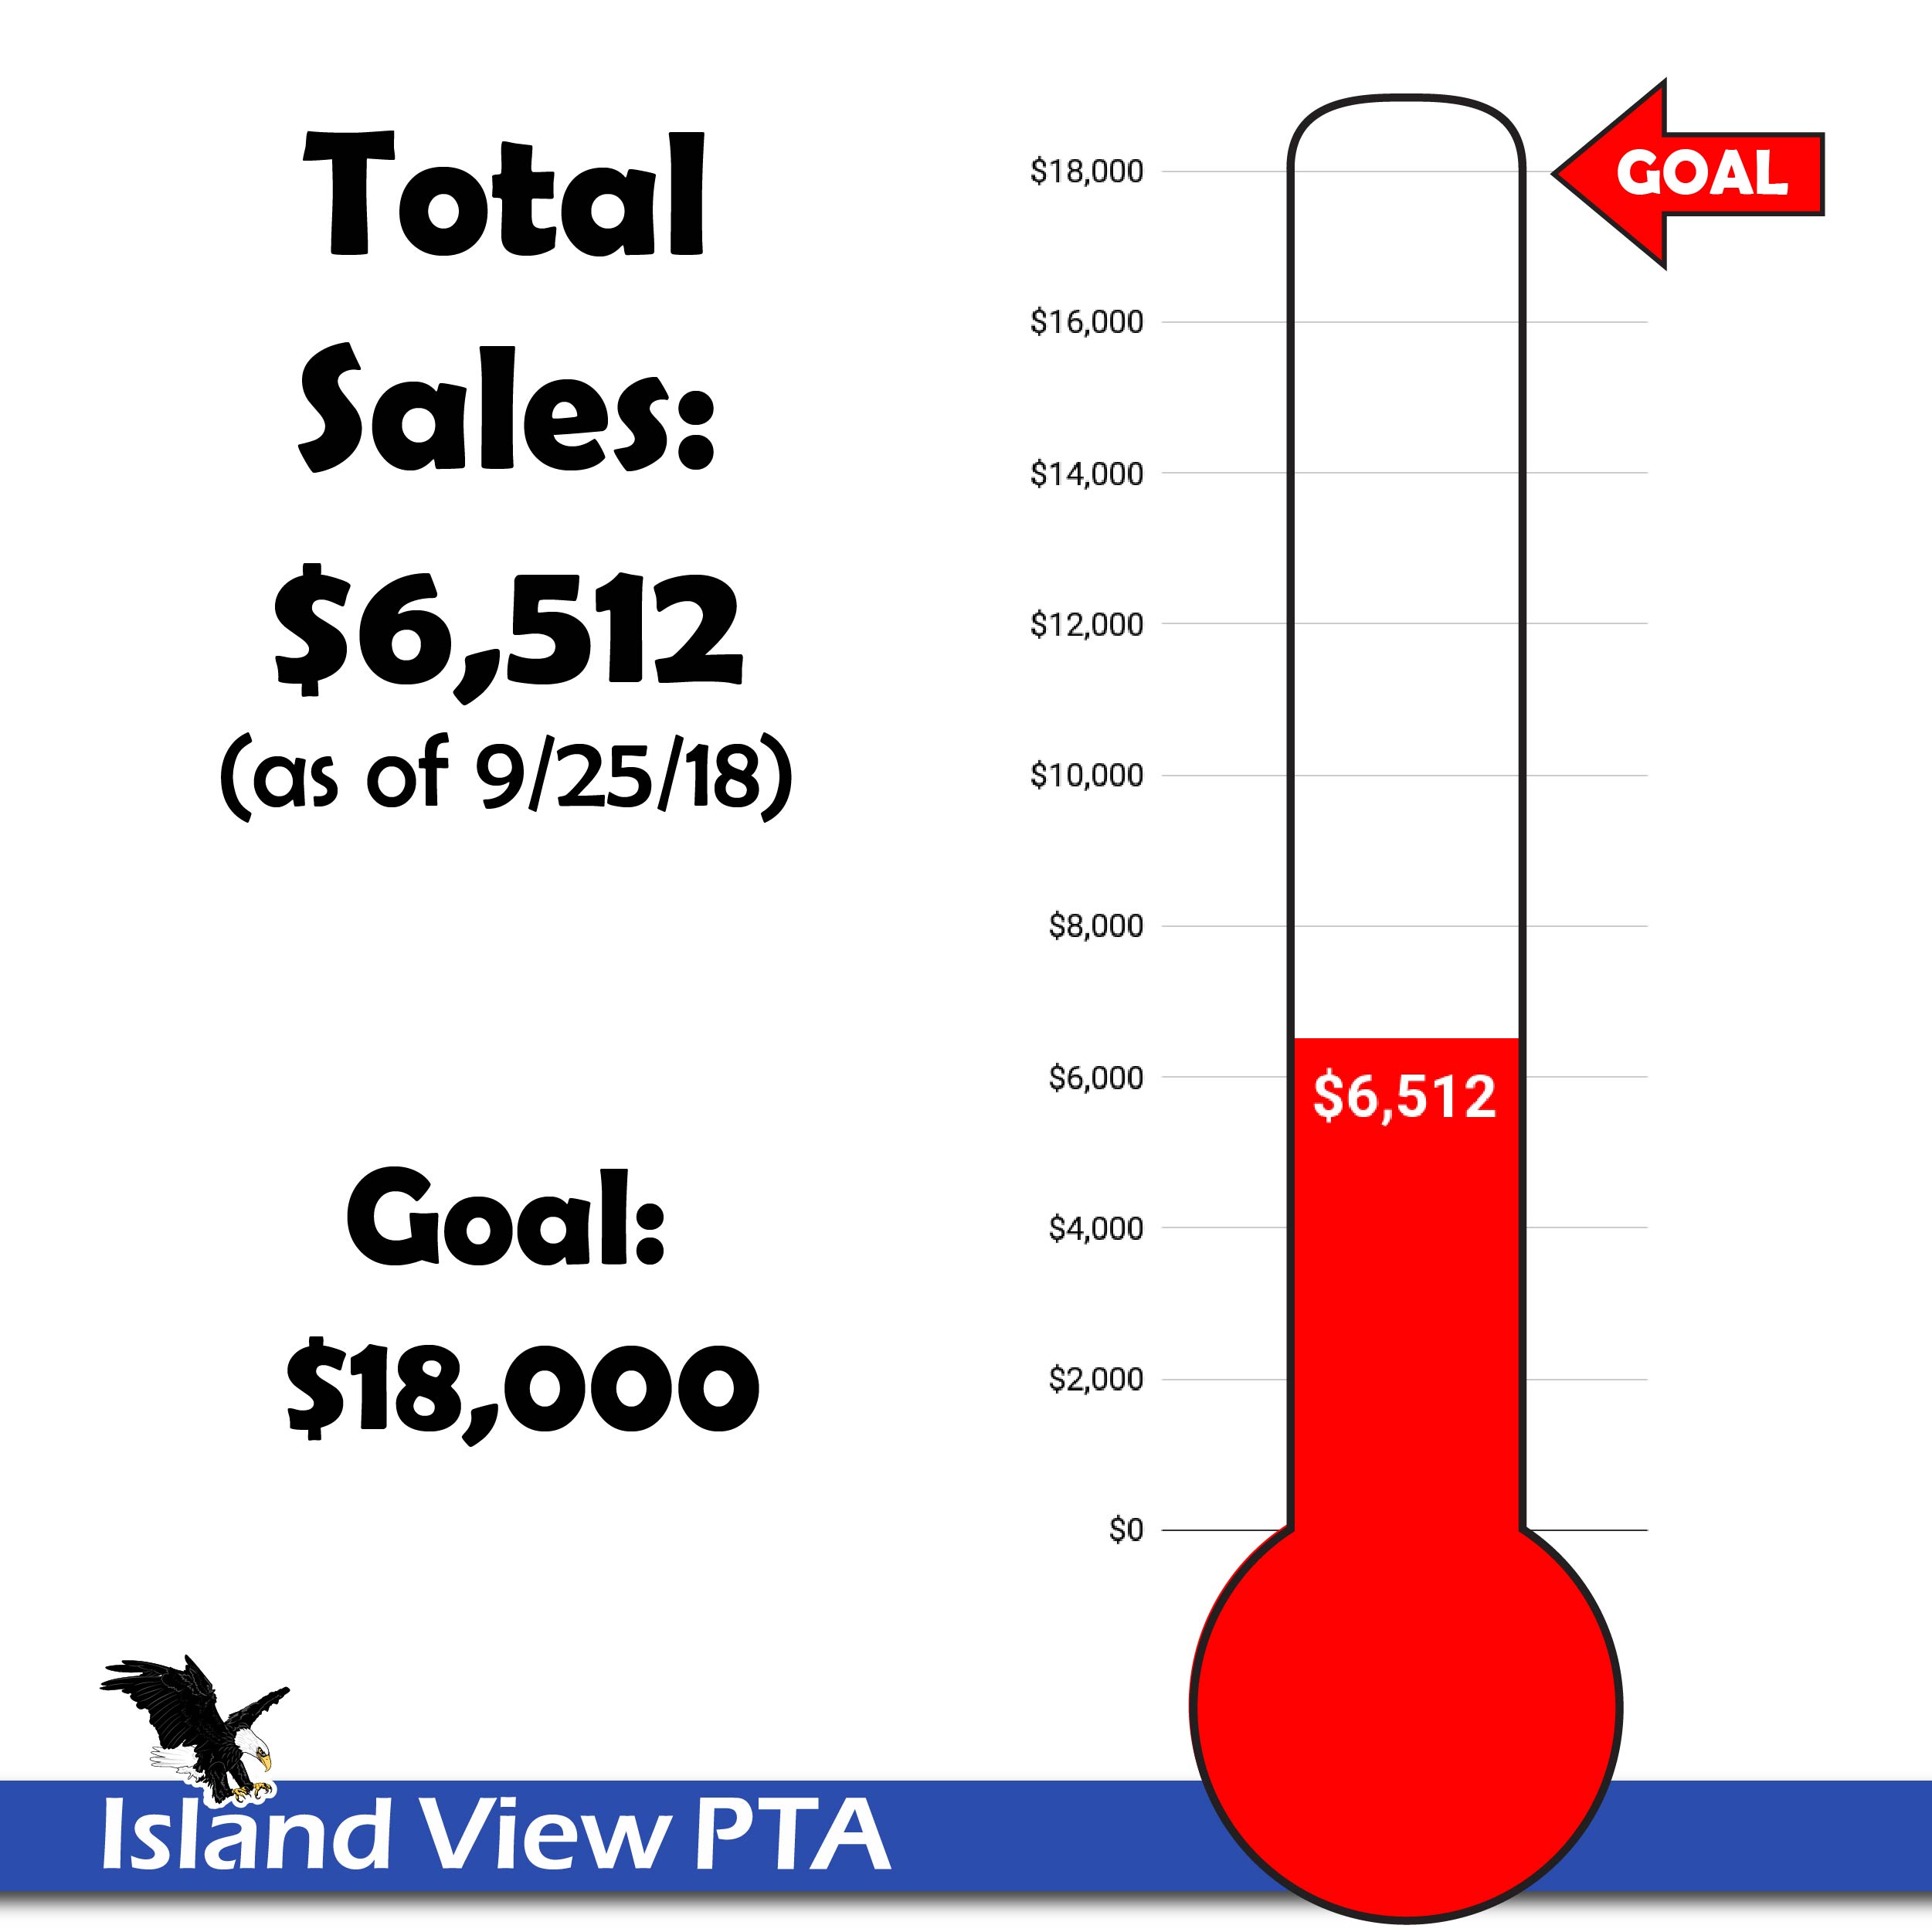 Total
Sales:
$6,512
(as of 9/25/18)
Goal:
$18,000
$18,000
GOAL
$16,000
$14,000
$12,000
$10,000
$8,000
$6,000
$6,512
$4,000
$2,000
$0
Island View PTA